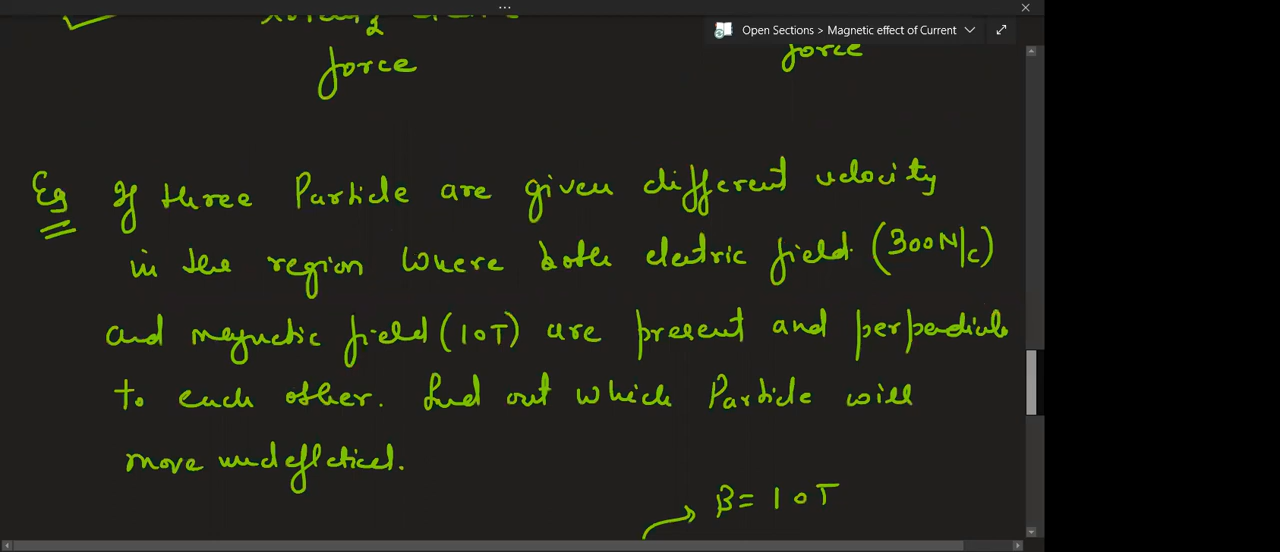 ...
Open Sections > Magnetic effect of Current
force
force
Eg If three Particle are given different velocity
in the region where both electric field (300N/C)
and magnetic field (10T) are present and perpendicula
to each other. find out which Particle will
move undeflected.
B = 10T